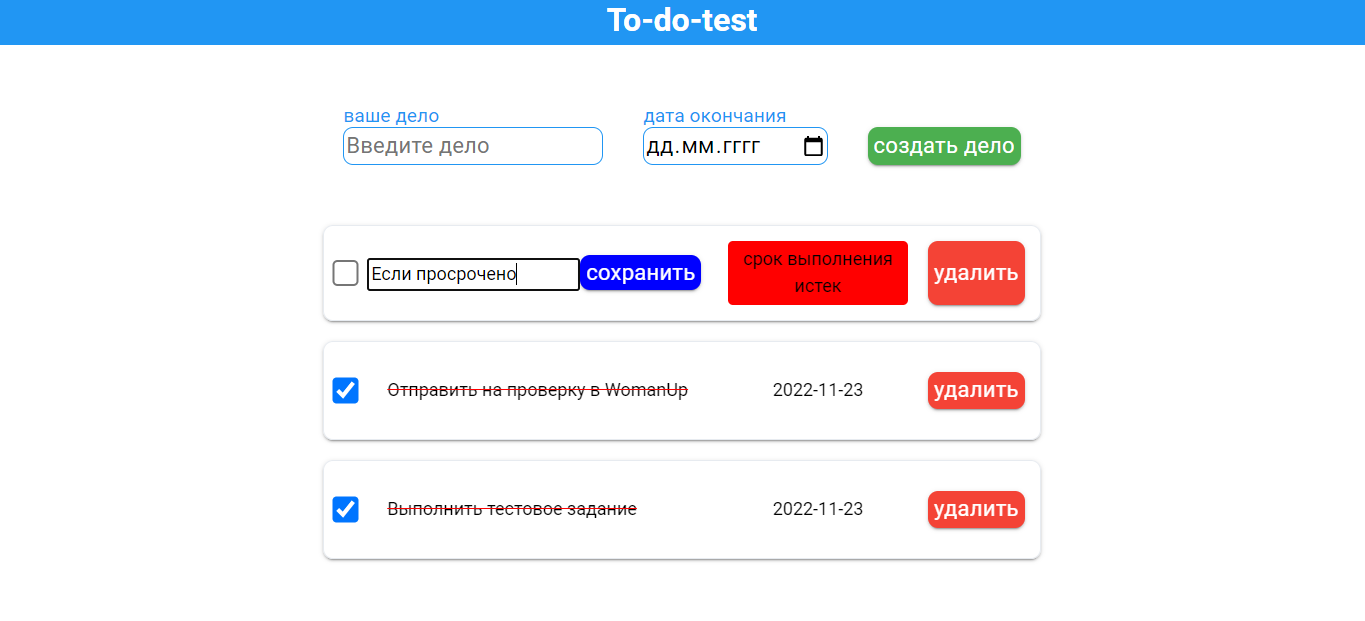 To-do-test
ваше дело
дата окончания
Введите дело
дд.мм.гггг
создать дело
Если просрочено
сохранить
срок выполнения
истек
удалить
Отправить на проверку в WomanUp
2022-11-23
удалить
Выполнить тестовое задание
2022-11-23
удалить